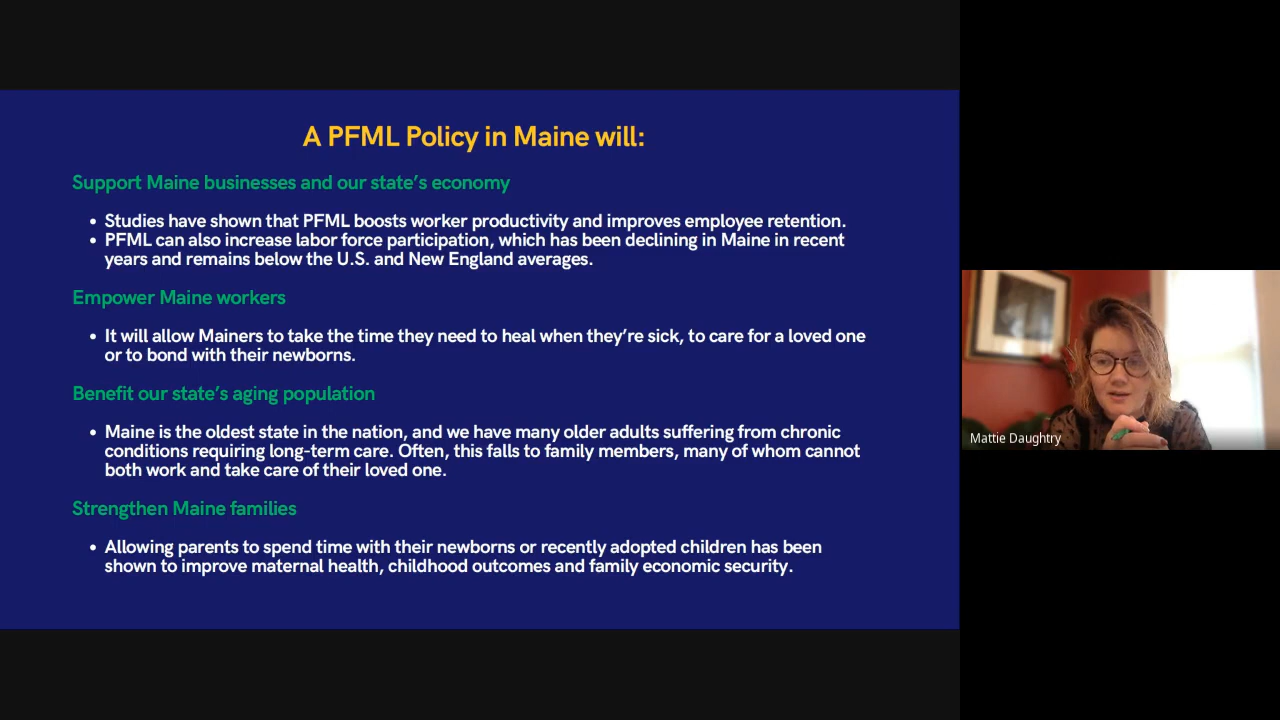 A PFML Policy in Maine will:
Support Maine businesses and our state’s economy
• Studies have shown that PFML boosts worker productivity and improves employee retention.
• PFML can also increase labor force participation, which has been declining in Maine in recent
years and remains below the U.S. and New England averages.
Empower Maine workers
• It will allow Mainers to take the time they need to heal when they’re sick, to care for a loved one
or to bond with their newborns.
Benefit our state’s aging population
• Maine is the oldest state in the nation, and we have many older adults suffering from chronic
conditions requiring long-term care. Often, this falls to family members, many of whom cannot
both work and take care of their loved one.
Strengthen Maine families
• Allowing parents to spend time with their newborns or recently adopted children has been
shown to improve maternal health, childhood outcomes and family economic security.
Mattie Daughtry